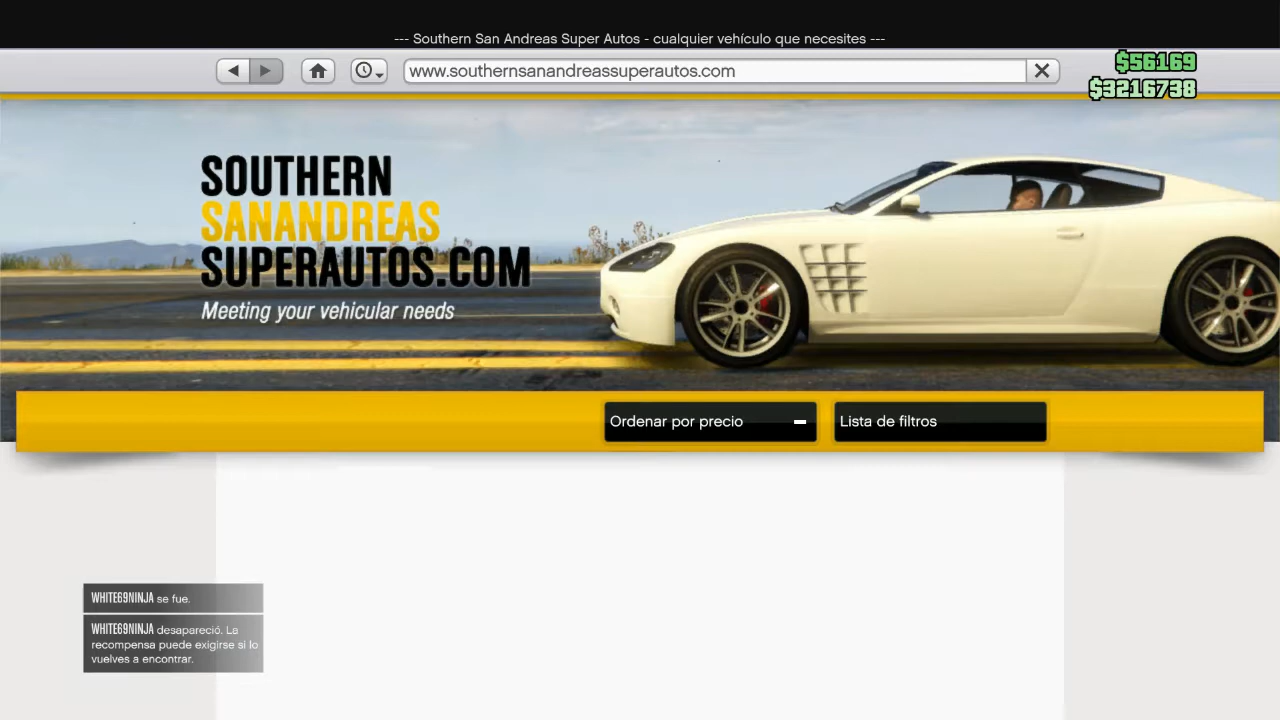 --- Southern San Andreas Super Autos - cualquier vehículo que necesites ---
www.southernsanandreassuperautos.com
$56169
$3216738
SOUTHERN
SANANDREAS
SUPERAUTOS.COM
Meeting your vehicular needs
Ordenar por precio
Lista de filtros
WHITE69NINJA se fue.
WHITE69NINJA desapareció. La
recompensa puede exigirse si lo
vuelves a encontrar.